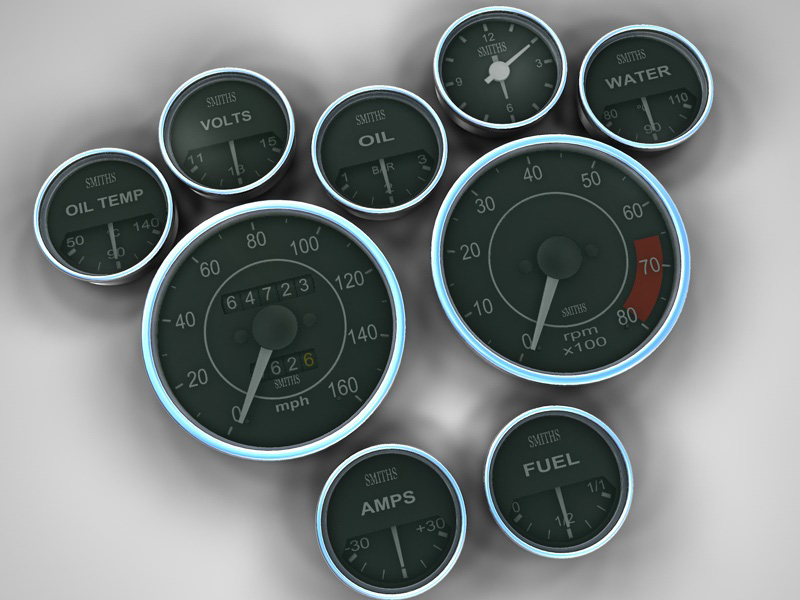 SMITHS
OIL TEMP
50 °C 140
90
SMITHS
VOLTS
11 15
13
SMITHS
OIL
BAR
1 3
2
12
SMITHS
9 3
6
SMITHS
WATER
80 °C 110
90
80
60 100
40 120
20 140
0 160
64723
626
SMITHS
mph
40 50
30 60
20 70
10 80
0
SMITHS
rpm
x100
SMITHS
AMPS
-30 +30
SMITHS
FUEL
0 1/1
1/2